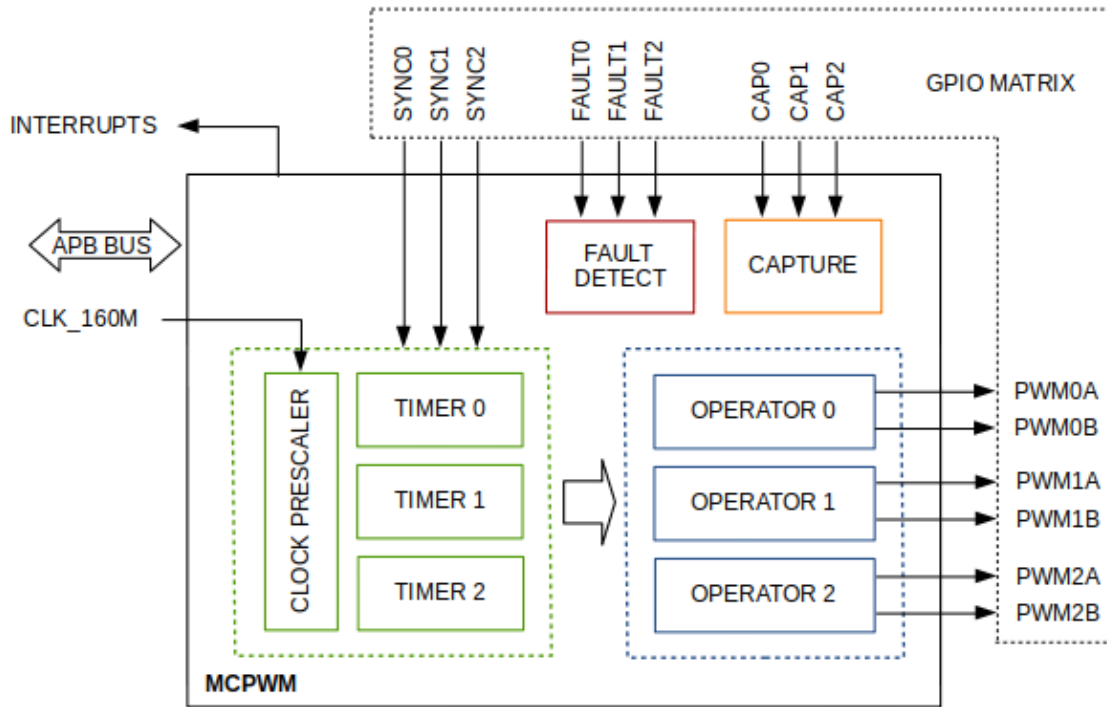 SYNC0
SYNC1
SYNC2
FAULT0
FAULT1
FAULT2
CAP0
CAP1
CAP2
GPIO MATRIX
INTERRUPTS
APB BUS
FAULT
DETECT
CAPTURE
CLK_160M
CLOCK PRESCALER
TIMER 0
TIMER 1
TIMER 2
OPERATOR 0
OPERATOR 1
OPERATOR 2
PWM0A
PWM0B
PWM1A
PWM1B
PWM2A
PWM2B
MCPWM